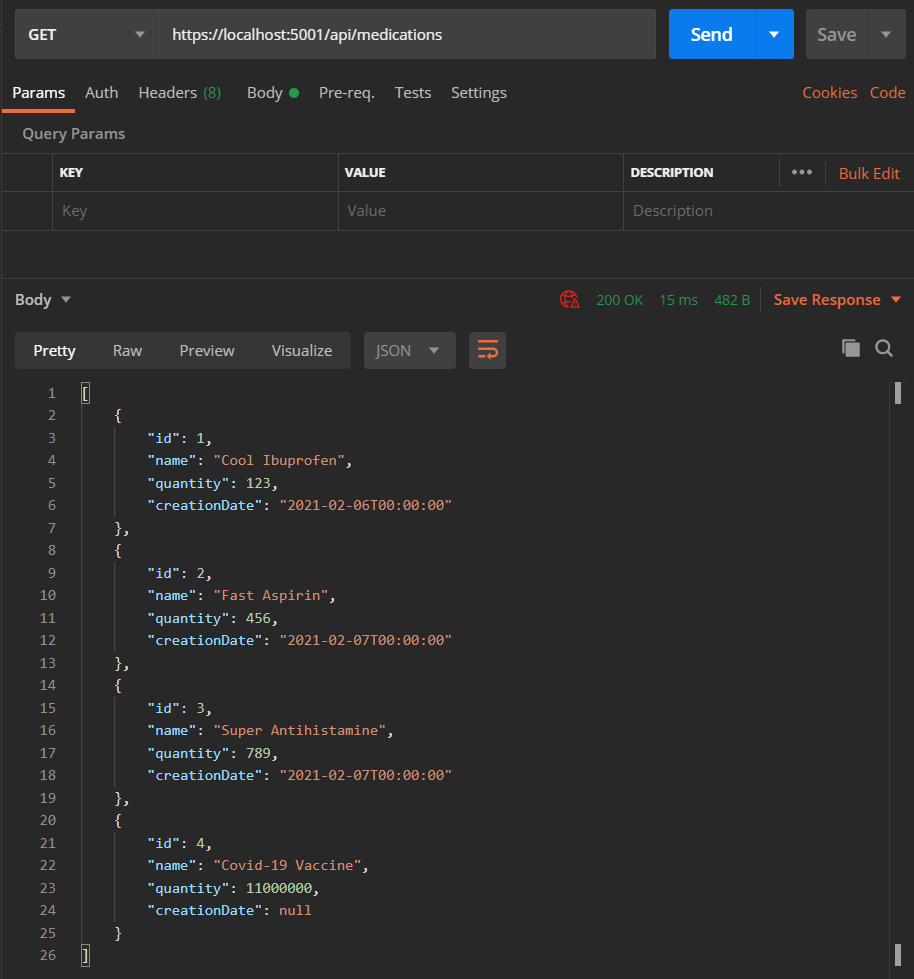 GET https://localhost:5001/api/medications Send Save
Params Auth Headers (8) Body Pre-req. Tests Settings Cookies Code
Query Params
KEY VALUE DESCRIPTION ••• Bulk Edit
Key Value Description
Body 200 OK 15 ms 482 B Save Response
Pretty Raw Preview Visualize JSON
1 [
2 {
3 "id": 1,
4 "name": "Cool Ibuprofen",
5 "quantity": 123,
6 "creationDate": "2021-02-06T00:00:00"
7 },
8 {
9 "id": 2,
10 "name": "Fast Aspirin",
11 "quantity": 456,
12 "creationDate": "2021-02-07T00:00:00"
13 },
14 {
15 "id": 3,
16 "name": "Super Antihistamine",
17 "quantity": 789,
18 "creationDate": "2021-02-07T00:00:00"
19 },
20 {
21 "id": 4,
22 "name": "Covid-19 Vaccine",
23 "quantity": 11000000,
24 "creationDate": null
25 }
26 ]